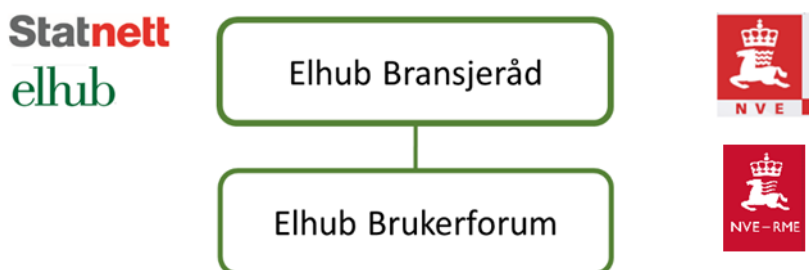 Statnett
elhub
Elhub Bransjeråd
Elhub Brukerforum
NVE
NVE-RME